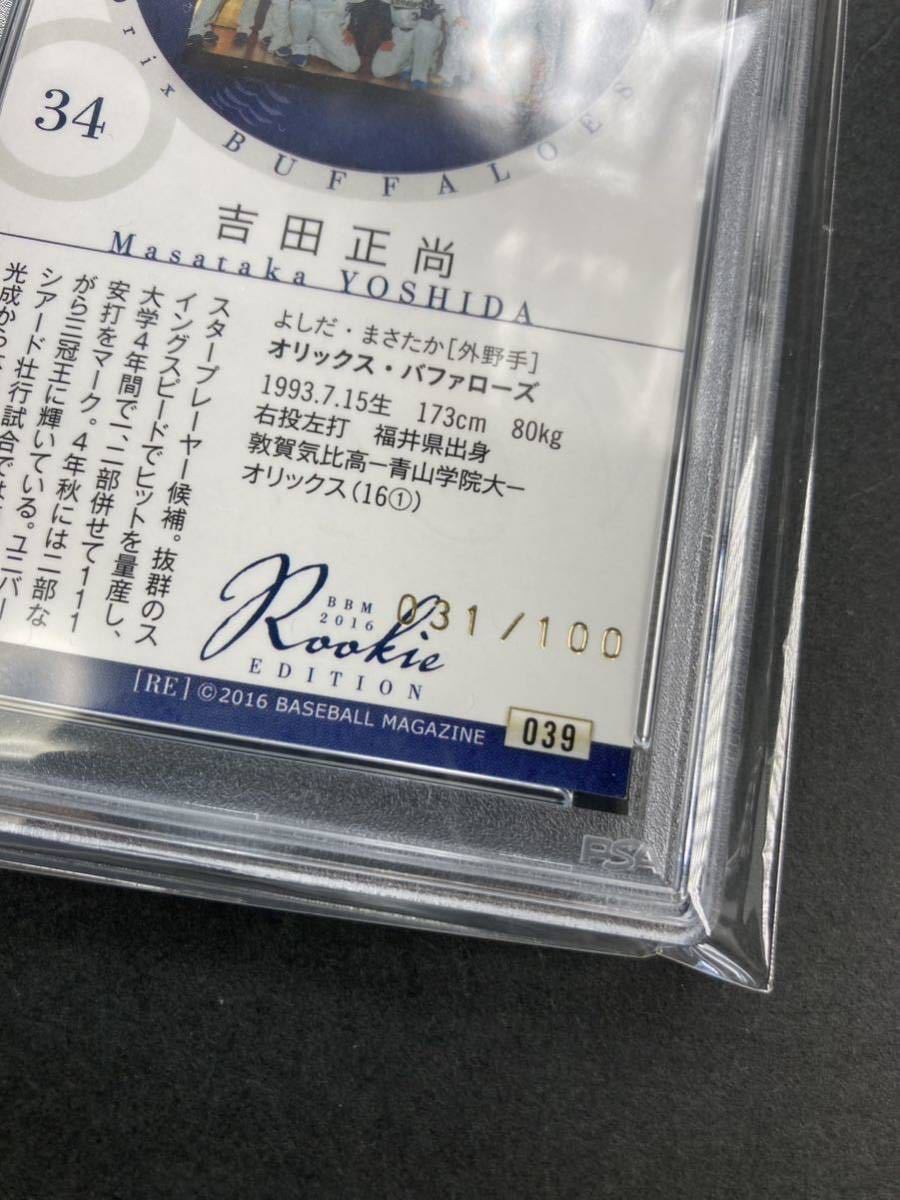 orix BUFFALOES
34
吉田正尚
Masataka YOSHIDA
よしだ・まさたか[外野手]
オリックス・バファローズ
1993.7.15生 173cm 80kg
右投左打 福井県出身
敦賀気比高ー青山学院大ー
オリックス(16①)
スタープレーヤー候補。抜群のス
イングスピードでヒットを量産し、
大学4年間で一、二部併せて111
安打をマーク。4年秋には二部な
がら三冠王に輝いている。ユニバー
シアード壮行試合では
光成から
BBM
2016
Rookie
EDITION
031/100
[RE] ©2016 BASEBALL MAGAZINE
039
PSA